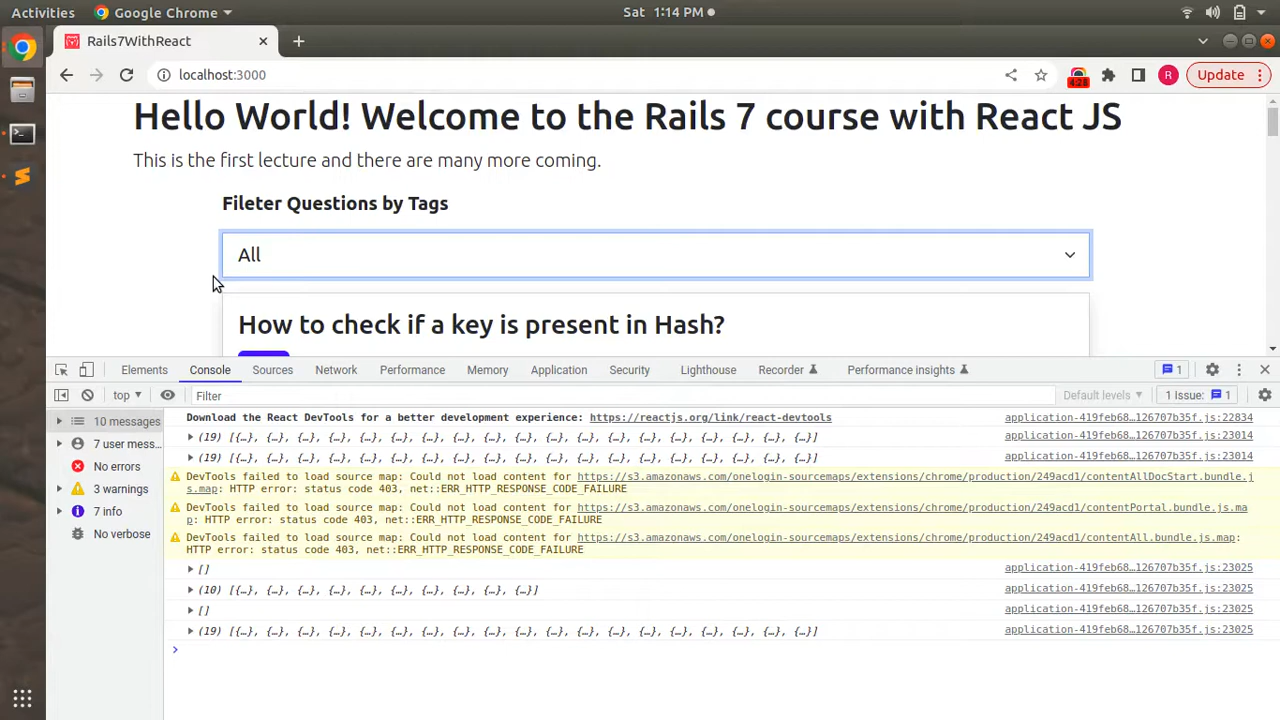 Activities
Google Chrome
Sat 1:14 PM
Rails7WithReact
localhost:3000
4:28
R
Update
Hello World! Welcome to the Rails 7 course with React JS
This is the first lecture and there are many more coming.
Fileter Questions by Tags
All
How to check if a key is present in Hash?
Elements Console Sources Network Performance Memory Application Security Lighthouse Recorder Performance insights 1
top Filter Default levels 1 Issue: 1
10 messages
7 user mess…
No errors
3 warnings
7 info
No verbose
Download the React DevTools for a better development experience: https://reactjs.org/link/react-devtools application-419feb68…126707b35f.js:22834
(19) [{…}, {…}, {…}, {…}, {…}, {…}, {…}, {…}, {…}, {…}, {…}, {…}, {…}, {…}, {…}, {…}, {…}, {…}, {…}] application-419feb68…126707b35f.js:23014
(19) [{…}, {…}, {…}, {…}, {…}, {…}, {…}, {…}, {…}, {…}, {…}, {…}, {…}, {…}, {…}, {…}, {…}, {…}, {…}] application-419feb68…126707b35f.js:23014
DevTools failed to load source map: Could not load content for https://s3.amazonaws.com/onelogin-sourcemaps/extensions/chrome/production/249acd1/contentAllDocStart.bundle.j
s.map: HTTP error: status code 403, net::ERR_HTTP_RESPONSE_CODE_FAILURE
DevTools failed to load source map: Could not load content for https://s3.amazonaws.com/onelogin-sourcemaps/extensions/chrome/production/249acd1/contentPortal.bundle.js.ma
p: HTTP error: status code 403, net::ERR_HTTP_RESPONSE_CODE_FAILURE
DevTools failed to load source map: Could not load content for https://s3.amazonaws.com/onelogin-sourcemaps/extensions/chrome/production/249acd1/contentAll.bundle.js.map:
HTTP error: status code 403, net::ERR_HTTP_RESPONSE_CODE_FAILURE
[] application-419feb68…126707b35f.js:23025
(10) [{…}, {…}, {…}, {…}, {…}, {…}, {…}, {…}, {…}, {…}] application-419feb68…126707b35f.js:23025
[] application-419feb68…126707b35f.js:23025
(19) [{…}, {…}, {…}, {…}, {…}, {…}, {…}, {…}, {…}, {…}, {…}, {…}, {…}, {…}, {…}, {…}, {…}, {…}, {…}] application-419feb68…126707b35f.js:23025